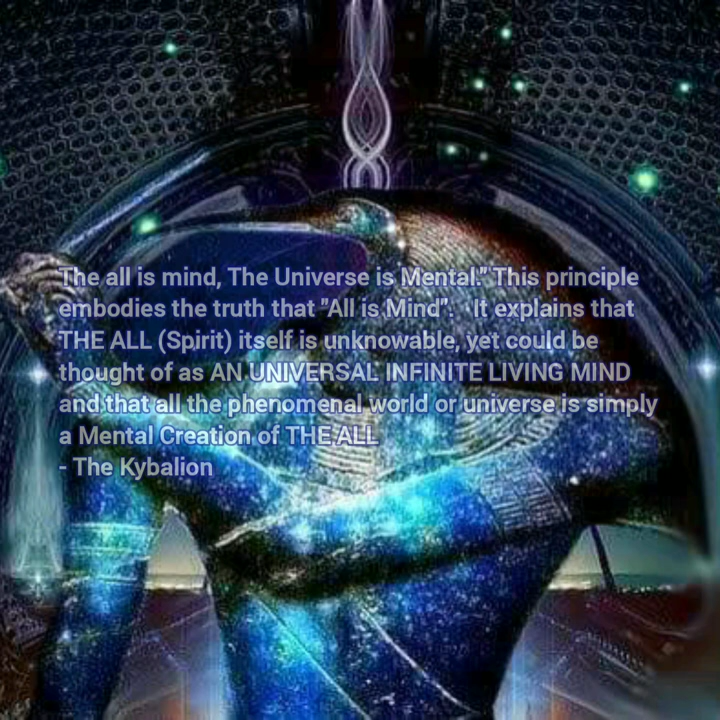 The all is mind, The Universe is Mental." This principle
embodies the truth that "All is Mind".  It explains that
THE ALL (Spirit) itself is unknowable, yet could be
thought of as AN UNIVERSAL INFINITE LIVING MIND
and that all the phenomenal world or universe is simply
a Mental Creation of THE ALL
- The Kybalion